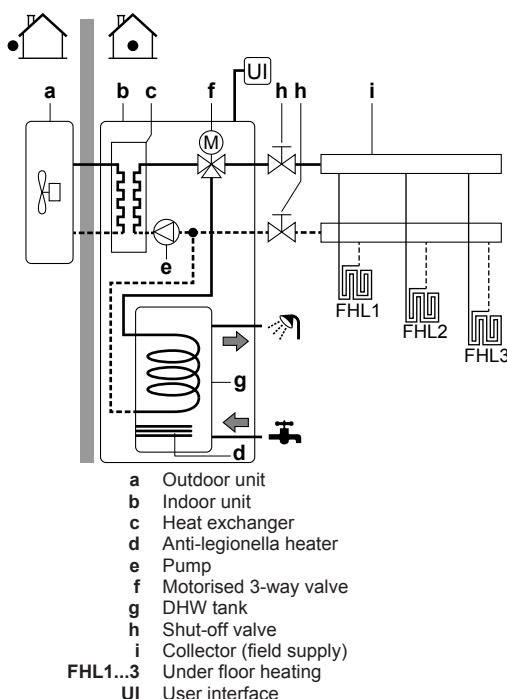 UI
a b c f h h i
M
e
FHL1
FHL2
FHL3
g
d
a Outdoor unit
b Indoor unit
c Heat exchanger
d Anti-legionella heater
e Pump
f Motorised 3-way valve
g DHW tank
h Shut-off valve
i Collector (field supply)
FHL1...3 Under floor heating
UI User interface